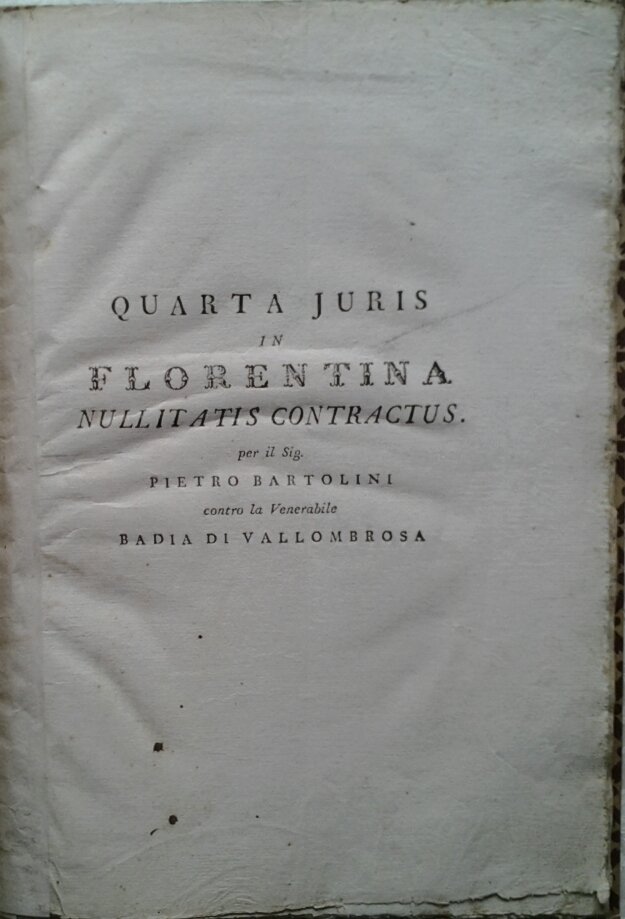 QUARTA JURIS
IN
FLORENTINA
NULLITATIS CONTRACTUS.
per il Sig.
PIETRO BARTOLINI
contro la Venerabile
BADIA DI VALLOMBROSA